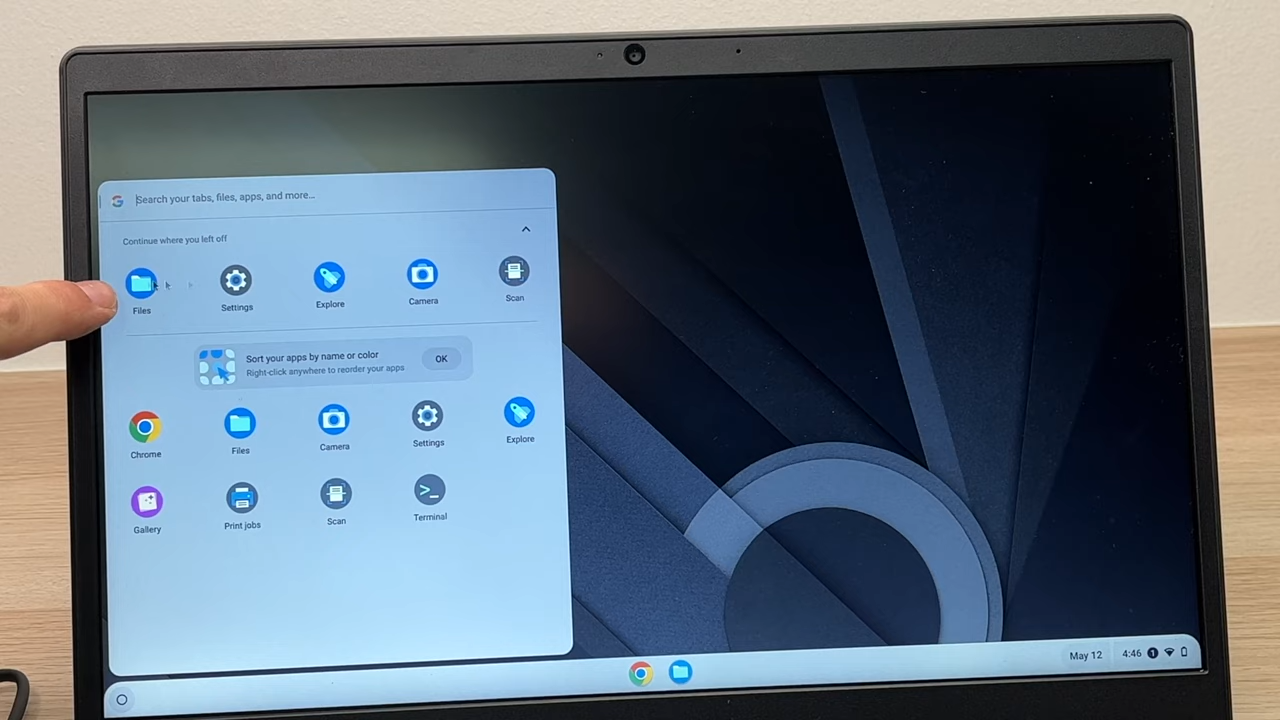 Search your tabs, files, apps, and more...
Continue where you left off
Files
Settings
Explore
Camera
Scan
Sort your apps by name or color
Right-click anywhere to reorder your apps
OK
Chrome
Files
Camera
Settings
Explore
Gallery
Print jobs
Scan
Terminal
May 12
4:46
1